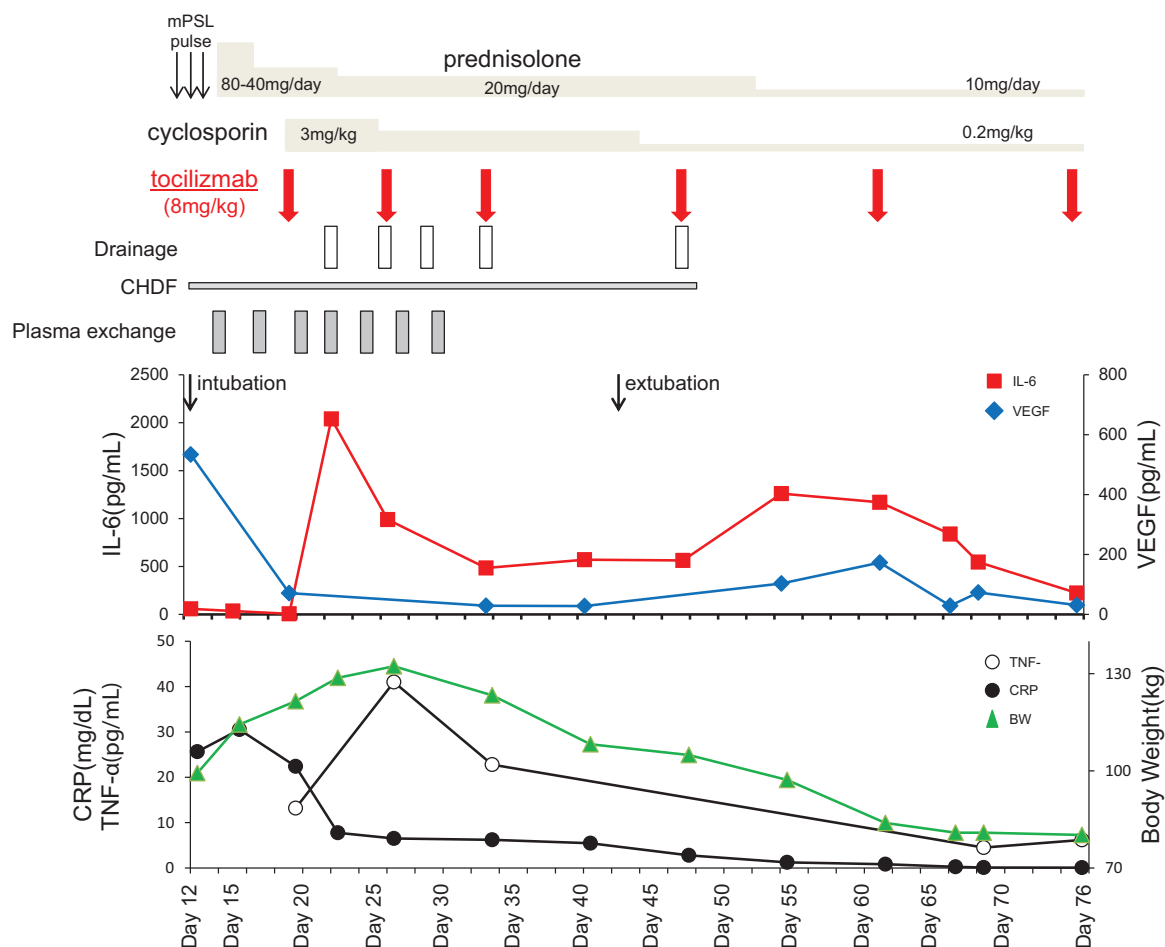 mPSL
pulse
prednisolone
80-40mg/day
20mg/day
10mg/day
cyclosporin
3mg/kg
0.2mg/kg
tocilizmab
(8mg/kg)
Drainage
CHDF
Plasma exchange
intubation
extubation
IL-6
VEGF
IL-6(pg/mL)
2500
2000
1500
1000
500
0
VEGF(pg/mL)
800
600
400
200
0
TNF-
CRP
BW
CRP(mg/dL)
TNF-α(pg/mL)
50
40
30
20
10
0
Body Weight(kg)
130
100
70
Day 12
Day 15
Day 20
Day 25
Day 30
Day 35
Day 40
Day 45
Day 50
Day 55
Day 60
Day 65
Day 70
Day 76